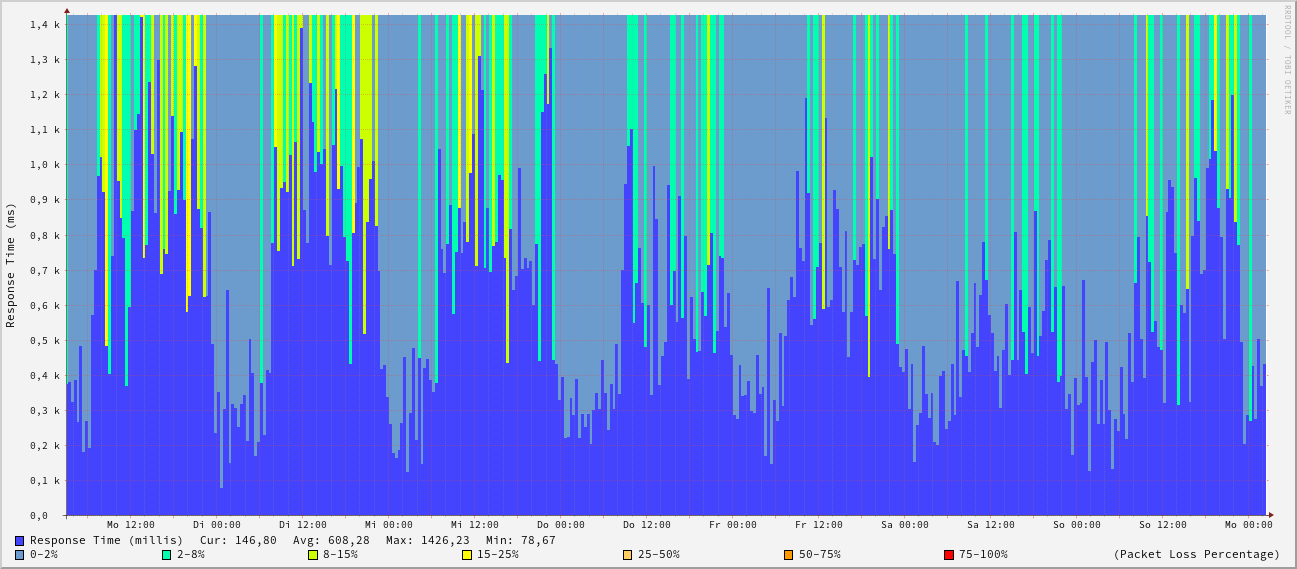 RRDTOOL / TOBI OETIKER
Response Time (ms)
1,4 k
1,3 k
1,2 k
1,1 k
1,0 k
0,9 k
0,8 k
0,7 k
0,6 k
0,5 k
0,4 k
0,3 k
0,2 k
0,1 k
0,0
Mo 12:00 Di 00:00 Di 12:00 Mi 00:00 Mi 12:00 Do 00:00 Do 12:00 Fr 00:00 Fr 12:00 Sa 00:00 Sa 12:00 So 00:00 So 12:00 Mo 00:00
Response Time (millis) Cur: 146,80 Avg: 608,28 Max: 1426,23 Min: 78,67
0-2% 2-8% 8-15% 15-25% 25-50% 50-75% 75-100% (Packet Loss Percentage)